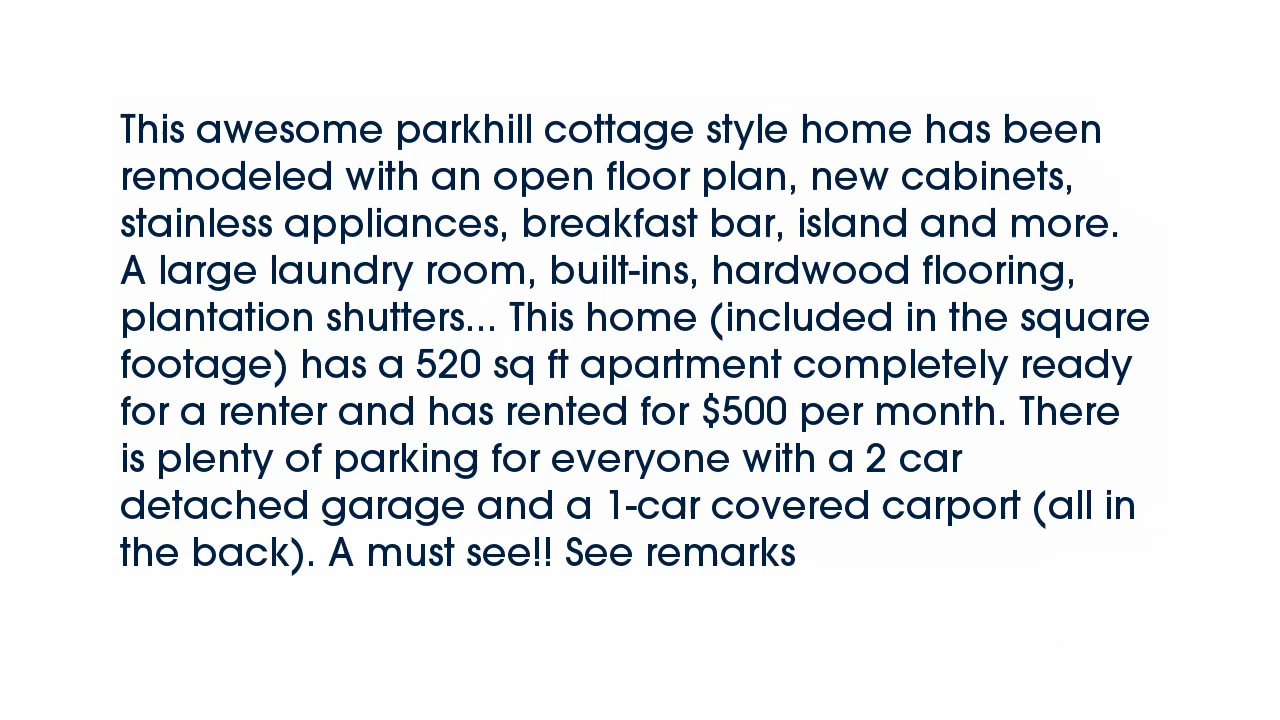 This awesome parkhill cottage style home has been
remodeled with an open floor plan, new cabinets,
stainless appliances, breakfast bar, island and more.
A large laundry room, built-ins, hardwood flooring,
plantation shutters... This home (included in the square
footage) has a 520 sq ft apartment completely ready
for a renter and has rented for $500 per month. There
is plenty of parking for everyone with a 2 car
detached garage and a 1-car covered carport (all in
the back). A must see!! See remarks